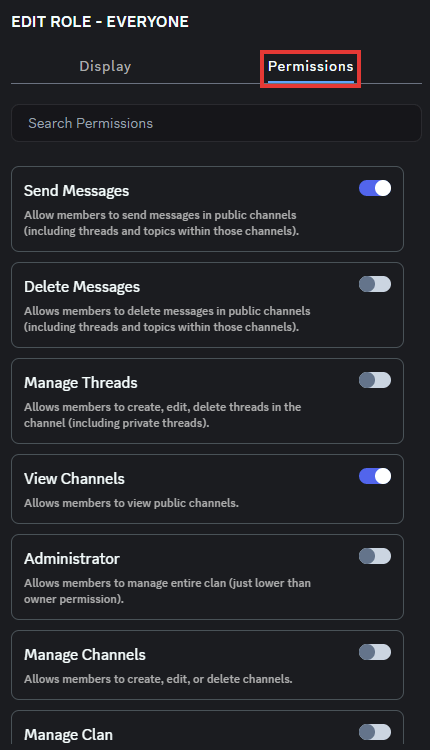 EDIT ROLE - EVERYONE
Display
Permissions
Search Permissions
Send Messages
Allow members to send messages in public channels
(including threads and topics within those channels).
Delete Messages
Allows members to delete messages in public channels
(including threads and topics within those channels).
Manage Threads
Allows members to create, edit, delete threads in the
channel (including private threads).
View Channels
Allows members to view public channels.
Administrator
Allows members to manage entire clan (just lower than
owner permission).
Manage Channels
Allows members to create, edit, or delete channels.
Manage Clan